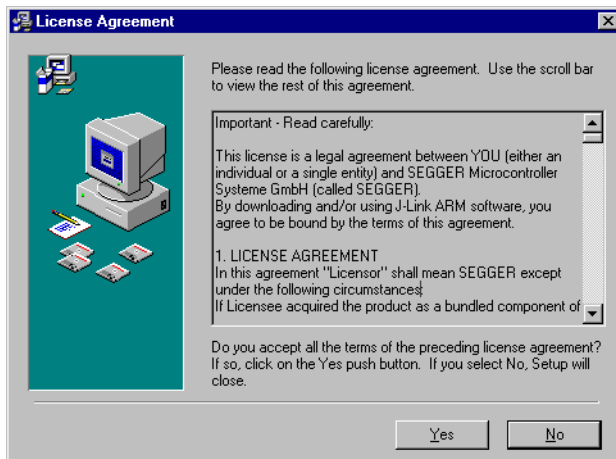 License Agreement
Please read the following license agreement. Use the scroll bar
to view the rest of this agreement.
Important - Read carefully:
This license is a legal agreement between YOU (either an
individual or a single entity) and SEGGER Microcontroller
Systeme GmbH (called SEGGER).
By downloading and/or using J-Link ARM software, you
agree to be bound by the terms of this agreement.
1. LICENSE AGREEMENT
In this agreement "Licensor" shall mean SEGGER except
under the following circumstances
If Licensee acquired the product as a bundled component of
Do you accept all the terms of the preceding license agreement?
If so, click on the Yes push button. If you select No, Setup will
close.
Yes
No